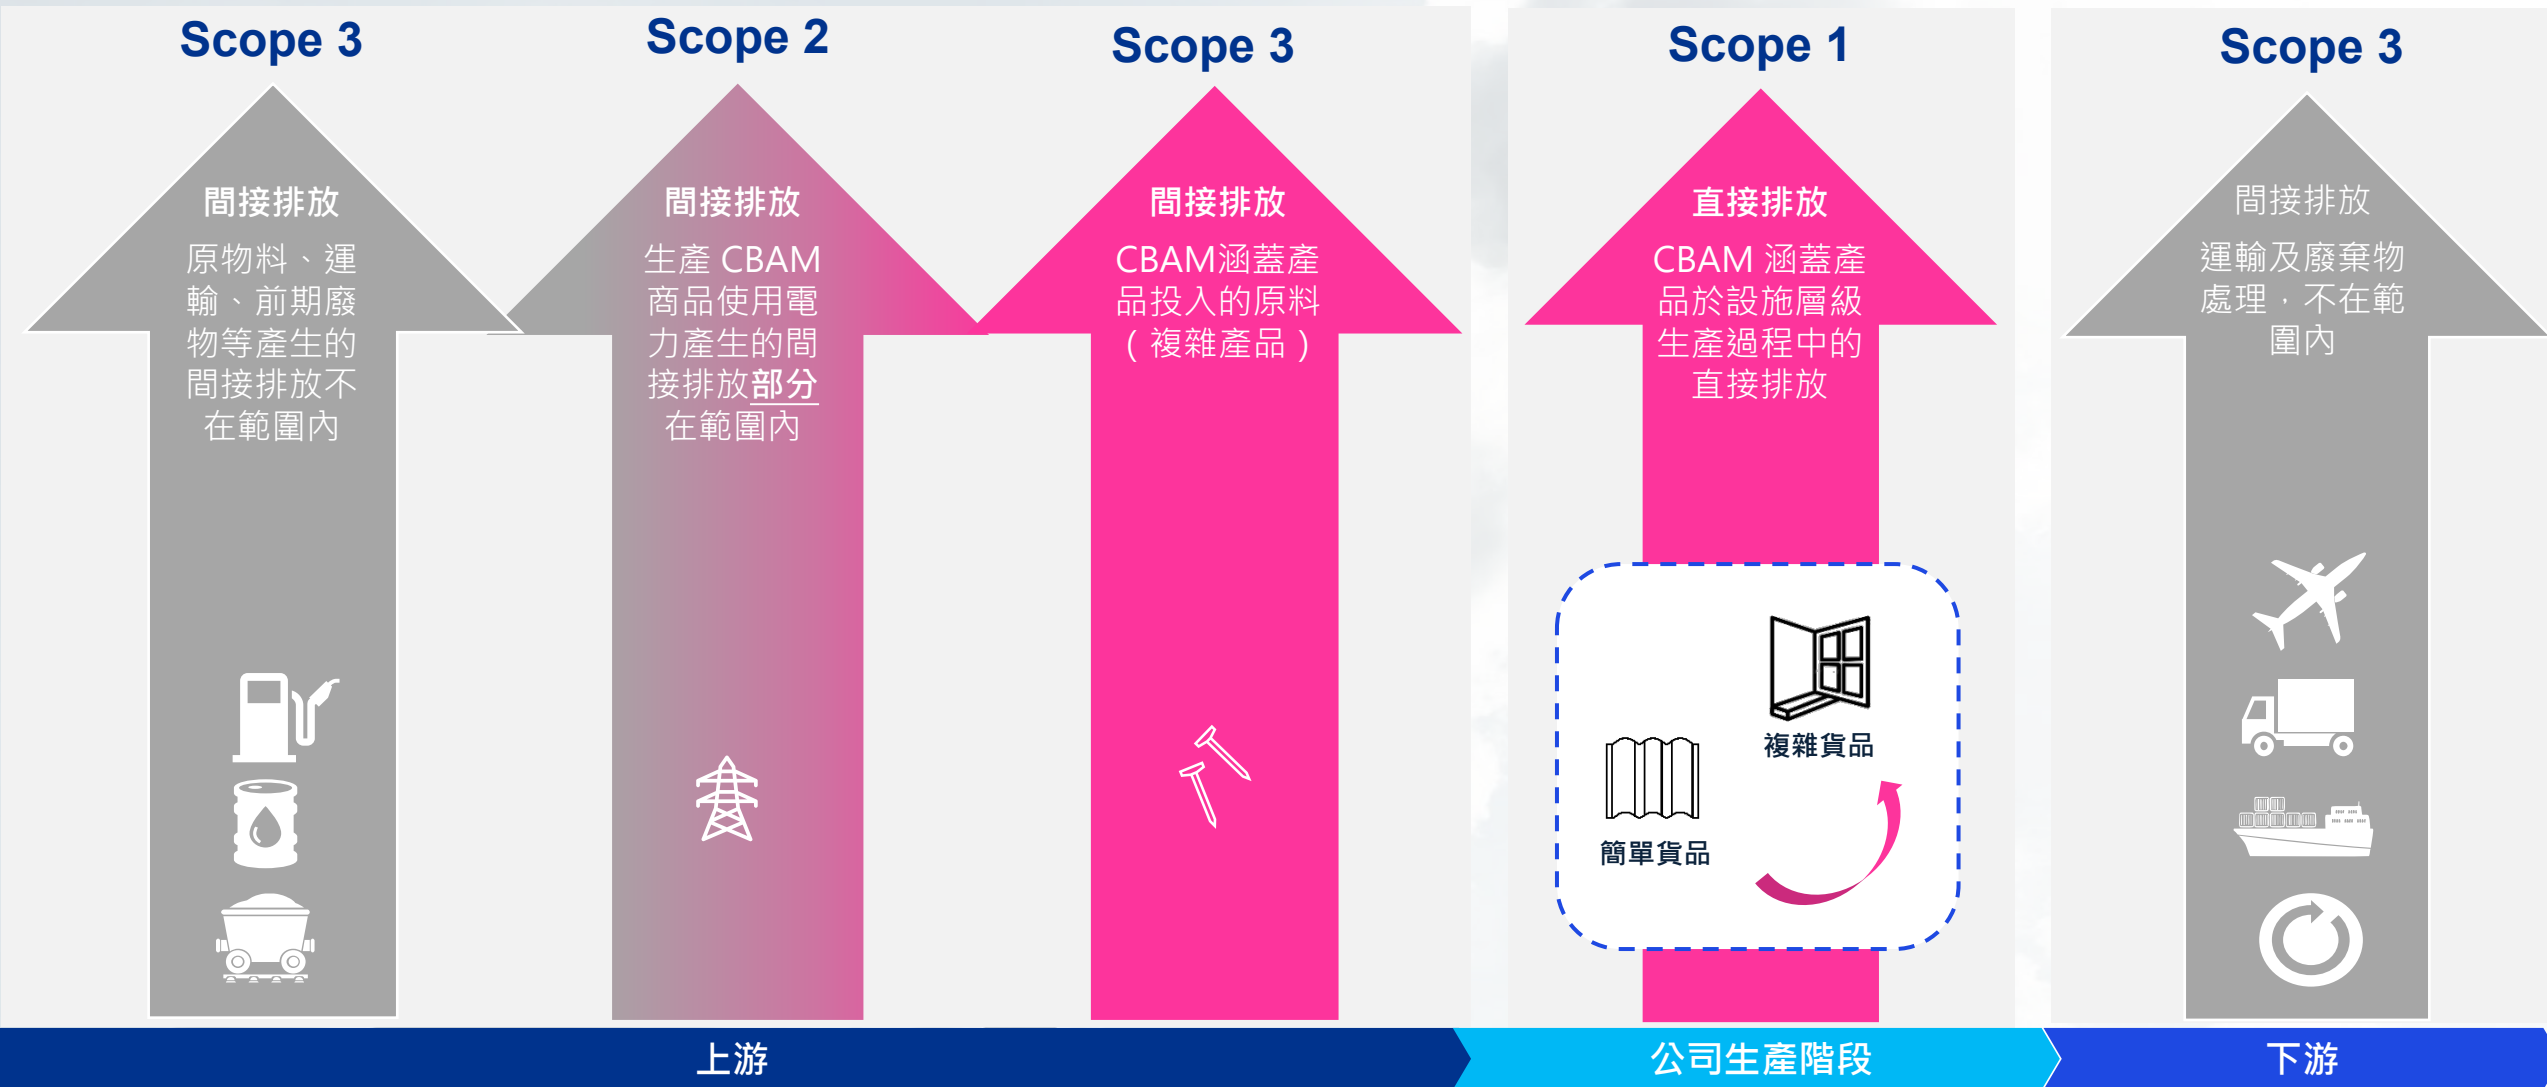 Scope 3
間接排放
原物料、運
輸、前期廢
物等產生的
間接排放不
在範圍內
Scope 2
間接排放
生產 CBAM
商品使用電
力產生的間
接排放部分
在範圍內
Scope 3
間接排放
CBAM涵蓋產
品投入的原料
(複雜產品)
Scope 1
直接排放
CBAM 涵蓋產
品於設施層級
生產過程中的
直接排放
複雜貨品
簡單貨品
Scope 3
間接排放
運輸及廢棄物
處理，不在範
圍內
上游
公司生產階段
下游